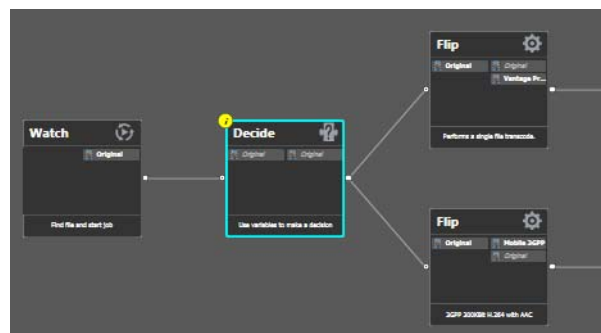 Flip
Original
Original
Vantage Pr...
Performs a single file transcode.
Watch
Original
Find file and start job
i
Decide
?
Original
Original
Use variables to make a decision
Flip
Original
Mobile 3GPP
Original
3GPP 200KBit H.264 with AAC